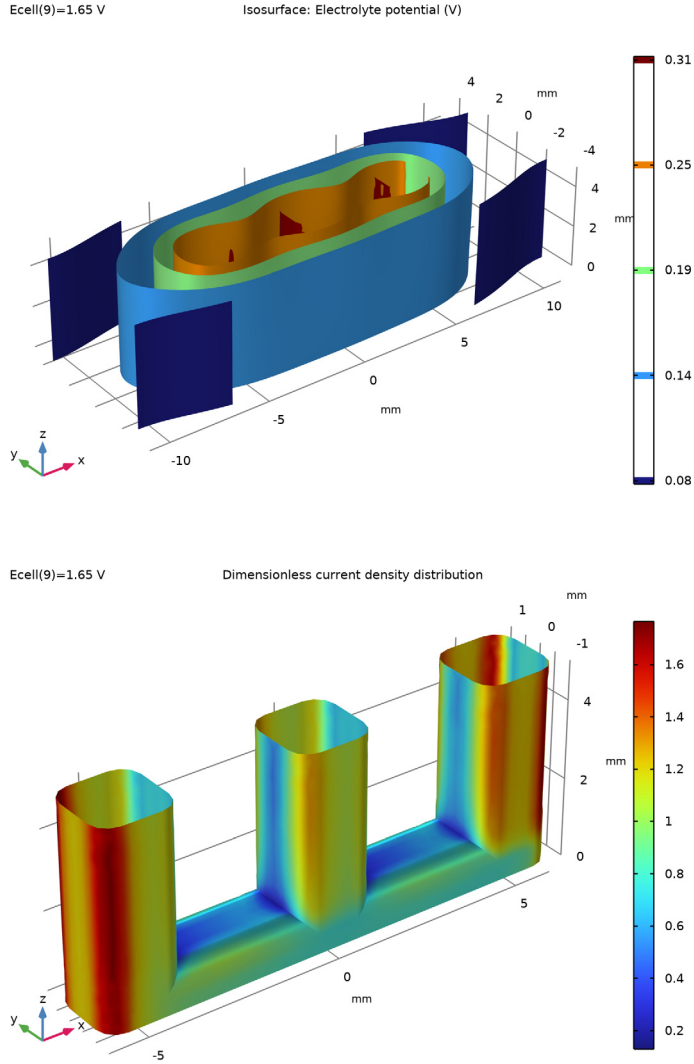 Ecell(9)=1.65 V Isosurface: Electrolyte potential (V)
0.31
4 mm
2
0
-2
-4
0.25
4
mm
2
0.19
0
10
5
0
0.14
mm
-5
z
y x
-10
0.08
Ecell(9)=1.65 V Dimensionless current density distribution
mm
1
0
-1
1.6
4
1.4
mm
1.2
2
1
0
0.8
5
0.6
0
mm
0.4
z
y x
0.2
-5